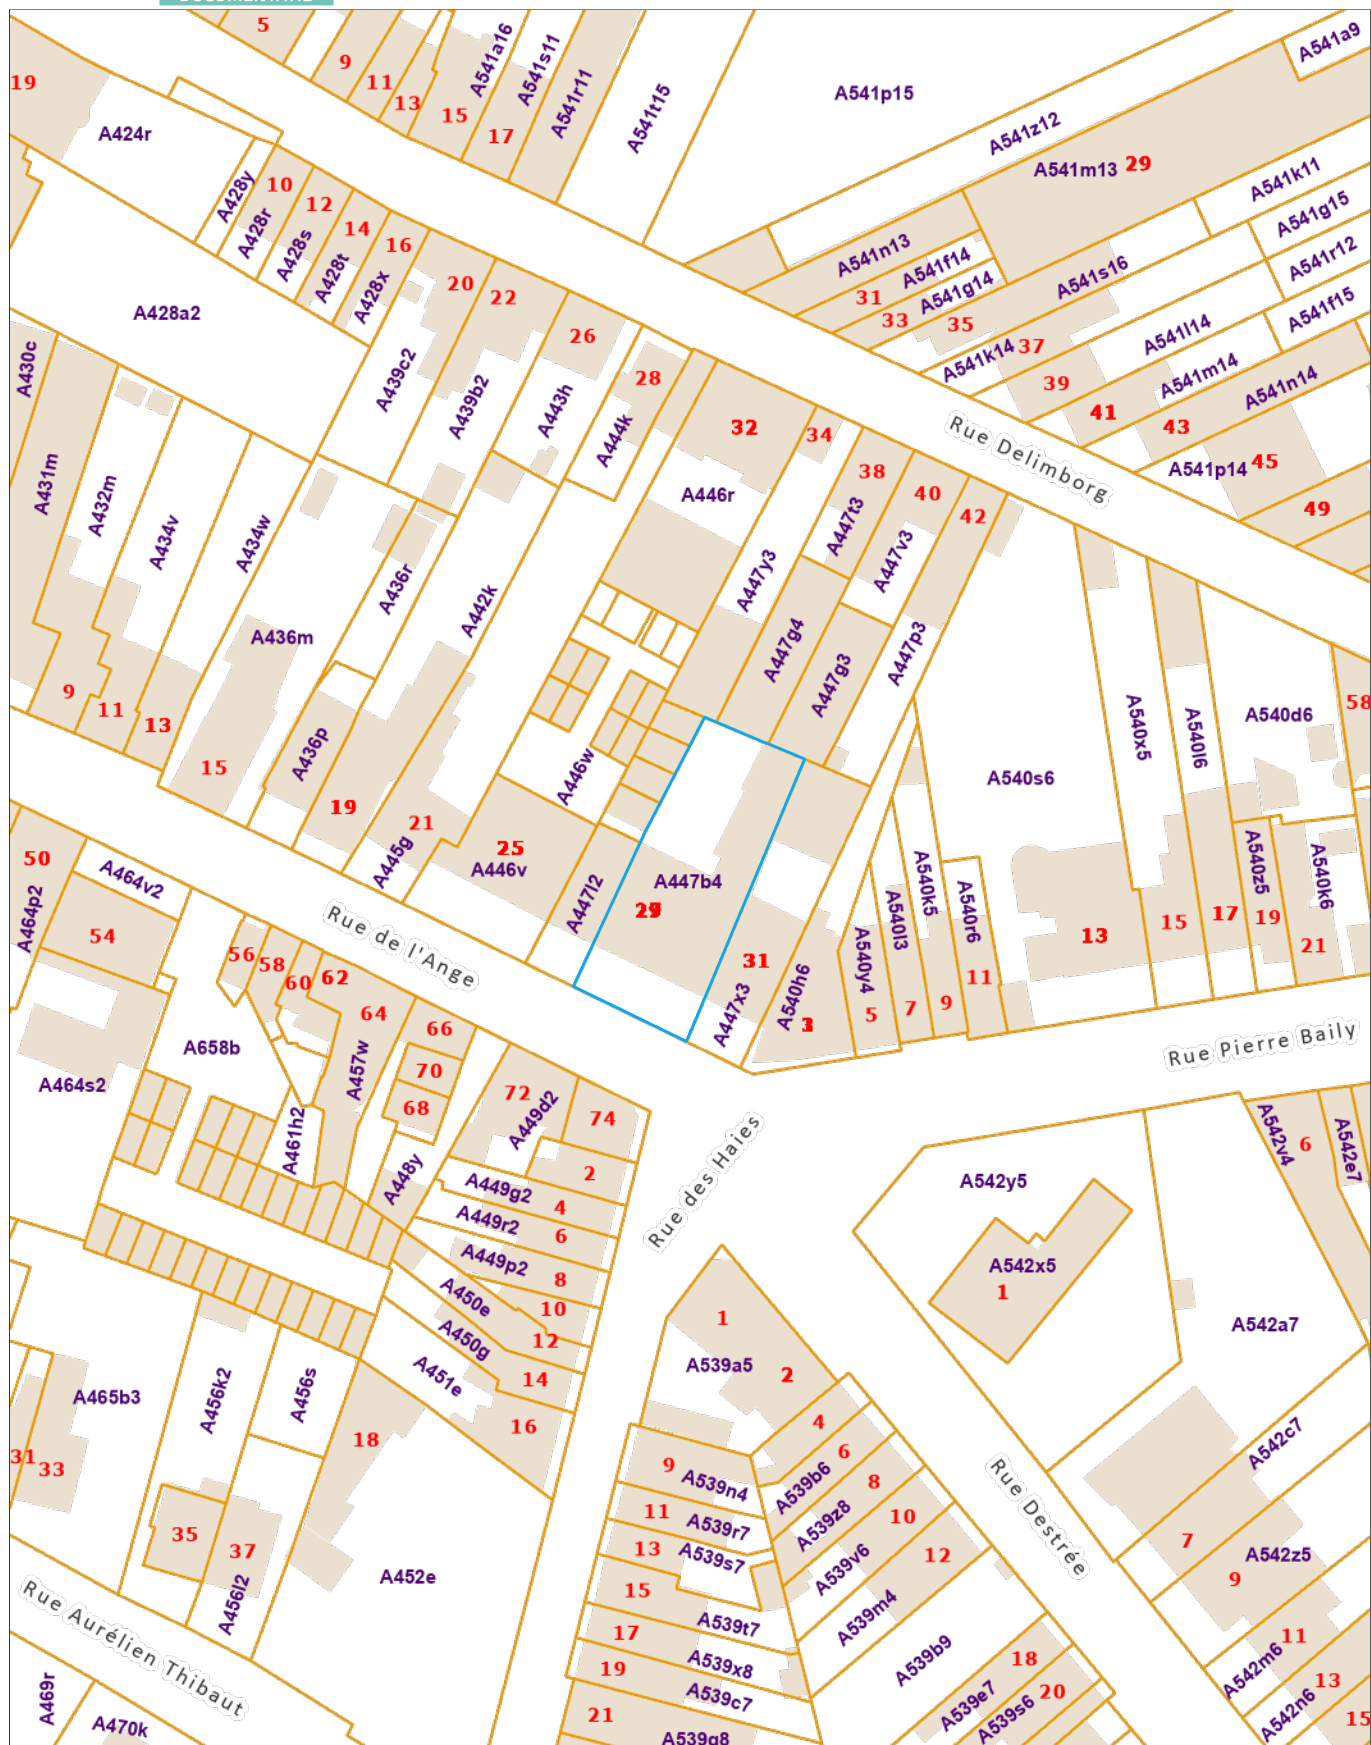 5
9
11
13
15
17
A541a16
A541s11
A541r11
A541t15
A541p15
A541a9
19
A424r
A541z12
A541m13 29
A541k11
A541g15
A541r12
A541f15
A428y
10
12
14
16
A428r
A428s
A428t
A428x
20
22
26
28
A541n13
A541f14
31
A541g14
33
35
A541s16
A541k14
37
39
A541l14
41
A541m14
43
A541n14
A541p14
45
49
A428a2
A430c
A431m
A432m
A434v
A434w
A439c2
A439b2
A443h
A444k
32
34
38
40
42
Rue Delimborg
A446r
A447t3
A447v3
A447y3
A436r
A442k
A436m
A447g4
A447g3
A447p3
9
11
13
15
A436p
19
21
A445g
25
A446v
A446w
A447l2
A447b4
A447x3
31
A540h6
3
A540s6
A540x5
A540l6
A540d6
58
A540k5
A540l3
A540y4
A540r6
5
7
9
11
13
15
17
A540z5
19
A540k6
21
50
A464v2
A464p2
54
Rue de l'Ange
56
58
60
62
64
66
70
68
72
74
A658b
A457w
A464s2
A461h2
A448y
A449d2
2
A449g2
4
A449r2
6
A449p2
8
A450e
10
12
A450g
14
A451e
16
Rue Pierre Baily
Rue des Haies
A542y5
A542x5
1
A542v4
6
A542e7
A542a7
1
A539a5
2
4
6
A539b6
8
A539z8
10
A539v6
12
A539m4
A539b9
9
A539n4
11
A539r7
13
A539s7
15
A539t7
17
A539x8
19
A539c7
21
A539g8
Rue Destrée
A542c7
7
A542z5
9
11
A542m6
13
A542n6
15
18
A539e7
20
A539s6
A465b3
A456k2
A456s
18
31
33
35
37
A456l2
A452e
Rue Aurélien Thibaut
A469r
A470k